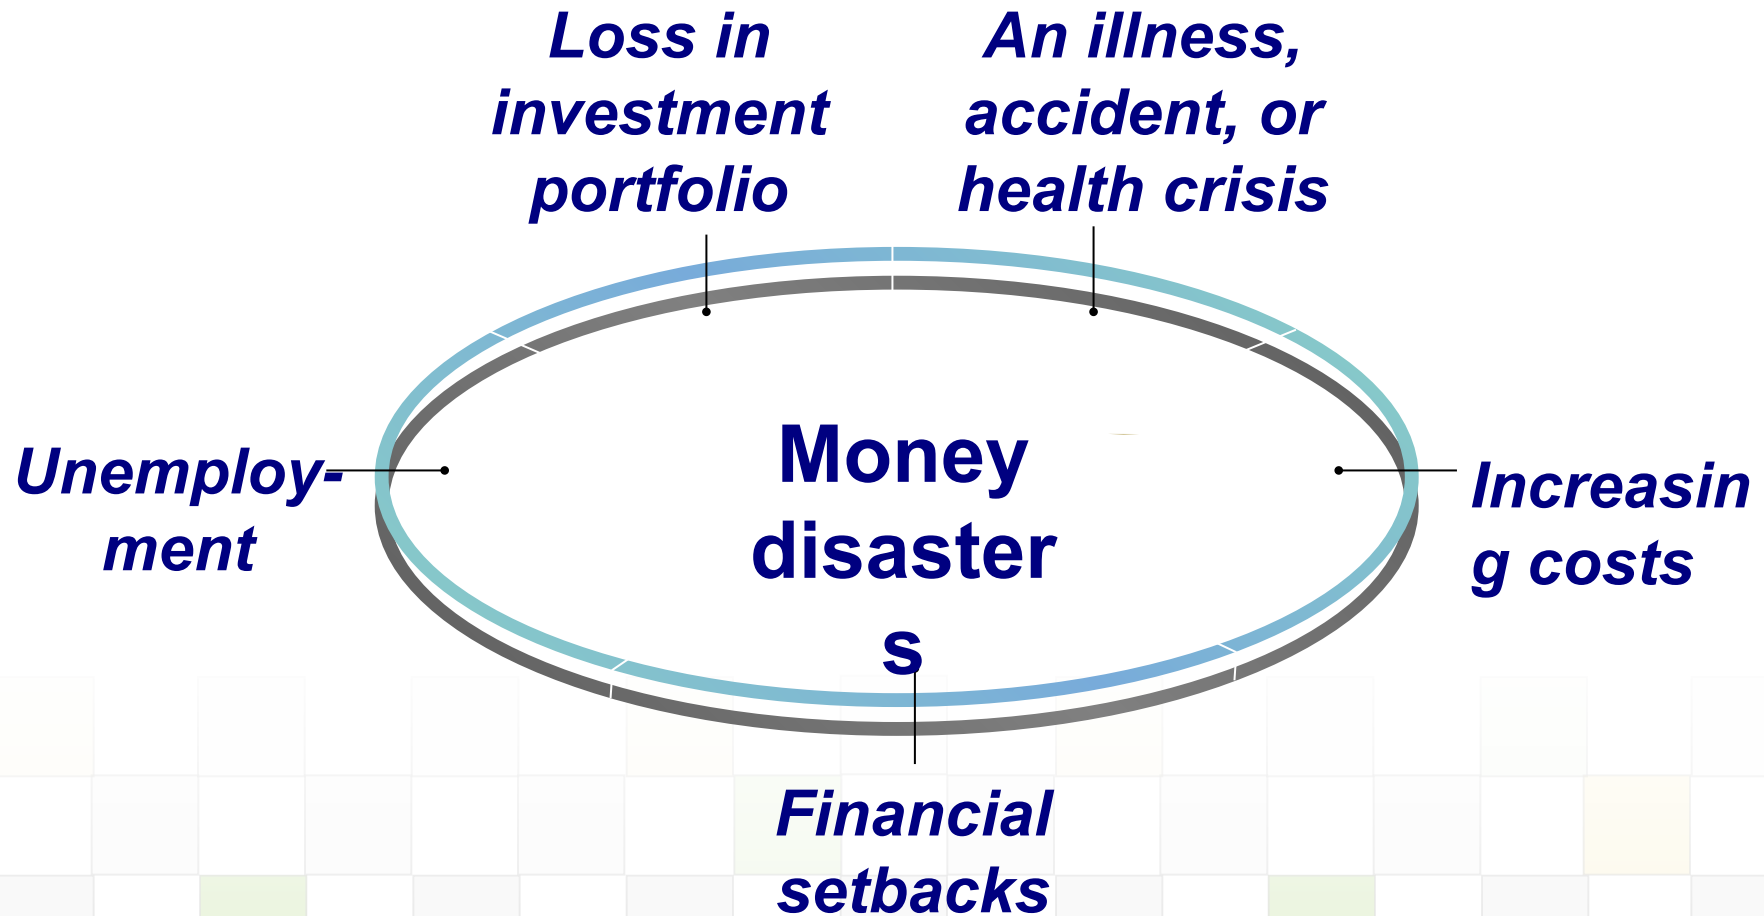 Loss in
investment
portfolio
An illness,
accident, or
health crisis
Unemploy-
ment
Money
disaster
s
Increasin
g costs
Financial
setbacks